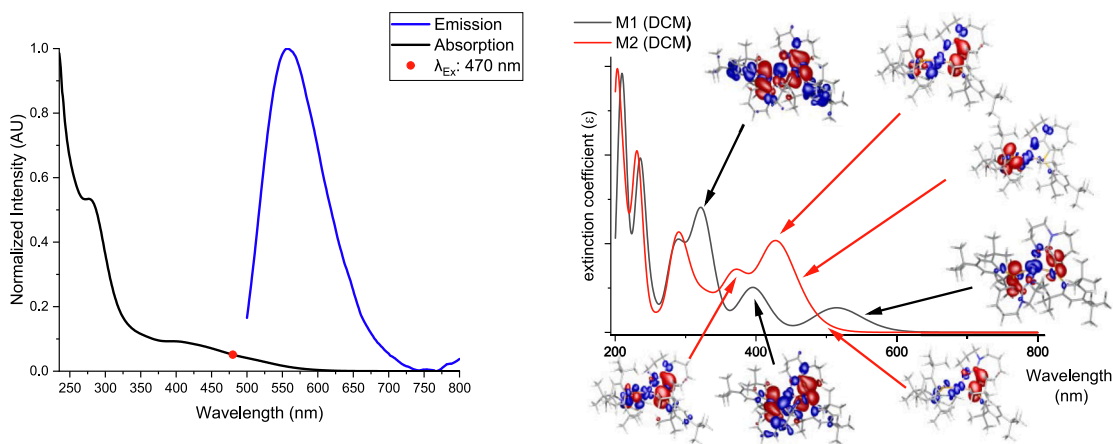 Emission
Absorption
λEx: 470 nm
Normalized Intensity (AU)
1.0
0.8
0.6
0.4
0.2
0.0
250 300 350 400 450 500 550 600 650 700 750 800
Wavelength (nm)
M1 (DCM)
M2 (DCM)
extinction coefficient (ε)
200 400 600 800
Wavelength
(nm)